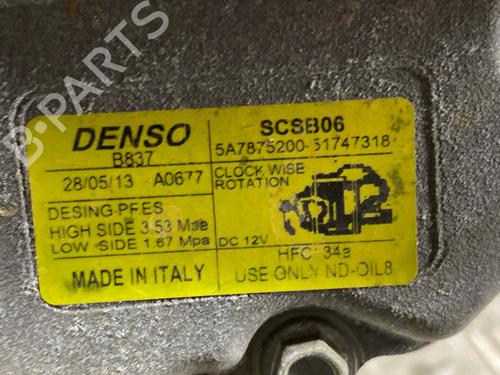 B-PARTS
DENSO
B837
28/05/13 A0677
DESING-PRES
HIGH SIDE 3.53 Mpa
LOW SIDE 1.67 Mpa
MADE IN ITALY
SCSB06
5A7875200-51747318
CLOCK WISE
ROTATION
DC 12V
HFC 34a
USE ONLY ND-OIL8